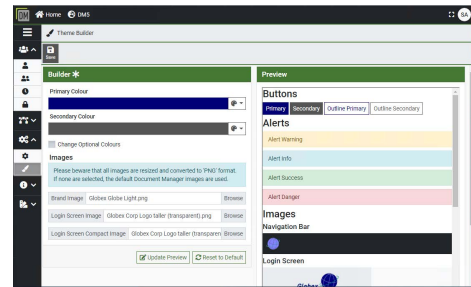 DM Home DM5 SA
Theme Builder
Save
Builder
Primary Colour
Secondary Colour
Change Optional Colours
Images
Please beware that all images are resized and converted to 'PNG' format.
If none are selected, the default Document Manager images are used.
Brand Image Globex Globe Light.png Browse
Login Screen Image Globex Corp Logo taller (transparent).png Browse
Login Screen Compact Image Globex Corp Logo taller (transparen Browse
Update Preview Reset to Default
Preview
Buttons
Primary Secondary Outline Primary Outline Secondary
Alerts
Alert Warning
Alert Info
Alert Success
Alert Danger
Images
Navigation Bar
Login Screen
Globex